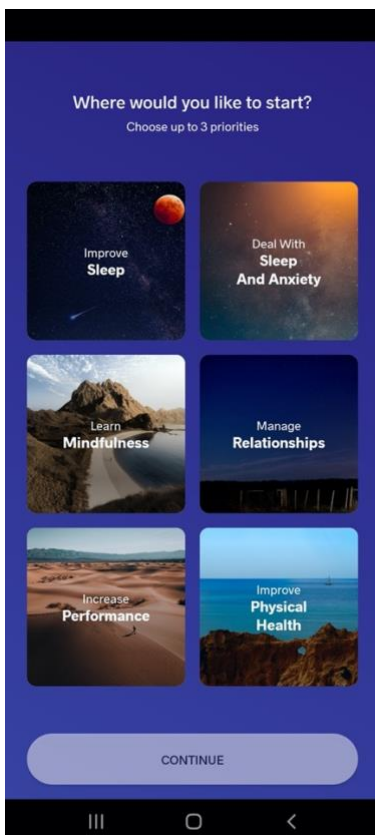 Where would you like to start?
Choose up to 3 priorities
Improve
Sleep
Deal With
Sleep
And Anxiety
Learn
Mindfulness
Manage
Relationships
Increase
Performance
Improve
Physical
Health
CONTINUE